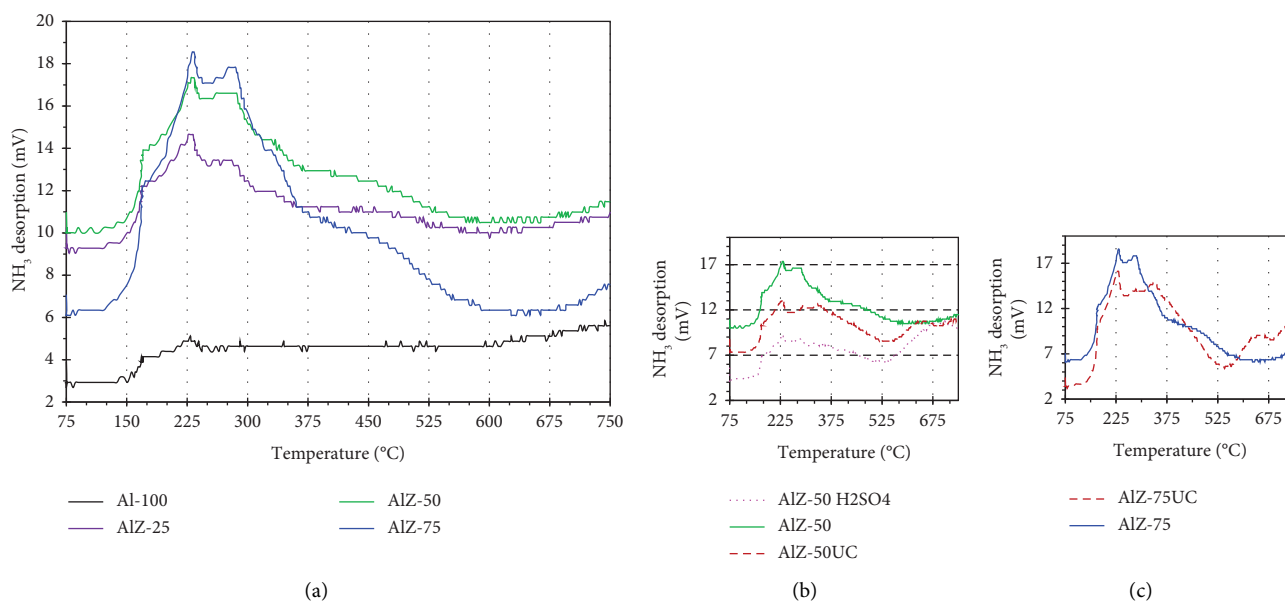 20
18
16
14
12
10
8
6
4
2
NH3 desorption (mV)
75 150 225 300 375 450 525 600 675 750
Temperature (°C)
Al-100
AlZ-25
AlZ-50
AlZ-75
(a)
17
12
7
2
NH3 desorption
(mV)
75 225 375 525 675
Temperature (°C)
AlZ-50 H2SO4
AlZ-50
AlZ-50UC
(b)
17
12
7
2
NH3 desorption
(mV)
75 225 375 525 675
Temperature (°C)
AlZ-75UC
AlZ-75
(c)